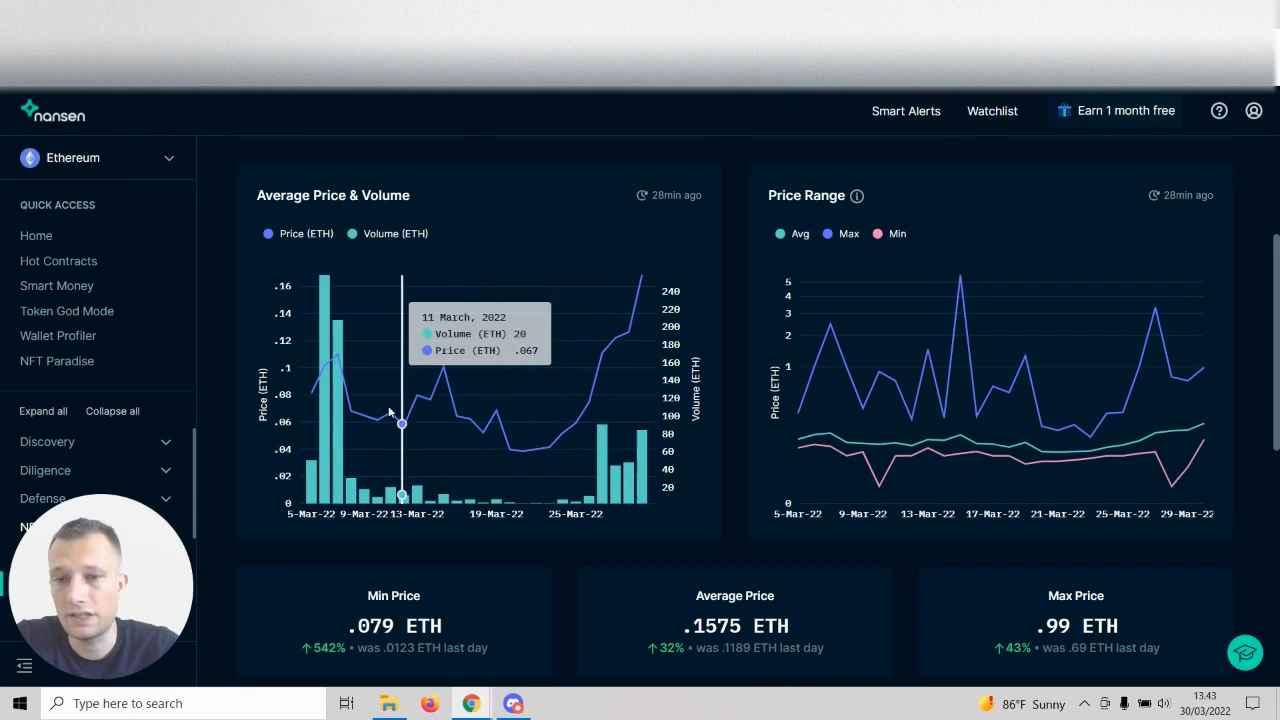 nansen
Smart Alerts
Watchlist
Earn 1 month free
Ethereum
QUICK ACCESS
Home
Hot Contracts
Smart Money
Token God Mode
Wallet Profiler
NFT Paradise
Expand all Collapse all
Discovery
Diligence
Defense
Average Price & Volume
28min ago
Price (ETH) Volume (ETH)
.16
.14
.12
.1
.08
.06
.04
.02
0
Price (ETH)
240
220
200
180
160
140
120
100
80
60
40
20
Volume (ETH)
11 March, 2022
Volume (ETH) 20
Price (ETH) .067
5-Mar-22 9-Mar-22 13-Mar-22 19-Mar-22 25-Mar-22
Price Range
28min ago
Avg Max Min
5
4
3
2
1
0
Price (ETH)
5-Mar-22 9-Mar-22 13-Mar-22 17-Mar-22 21-Mar-22 25-Mar-22 29-Mar-22
Min Price
.079 ETH
↑542% • was .0123 ETH last day
Average Price
.1575 ETH
↑32% • was .1189 ETH last day
Max Price
.99 ETH
↑43% • was .69 ETH last day
Type here to search
86°F Sunny
13.43
30/03/2022